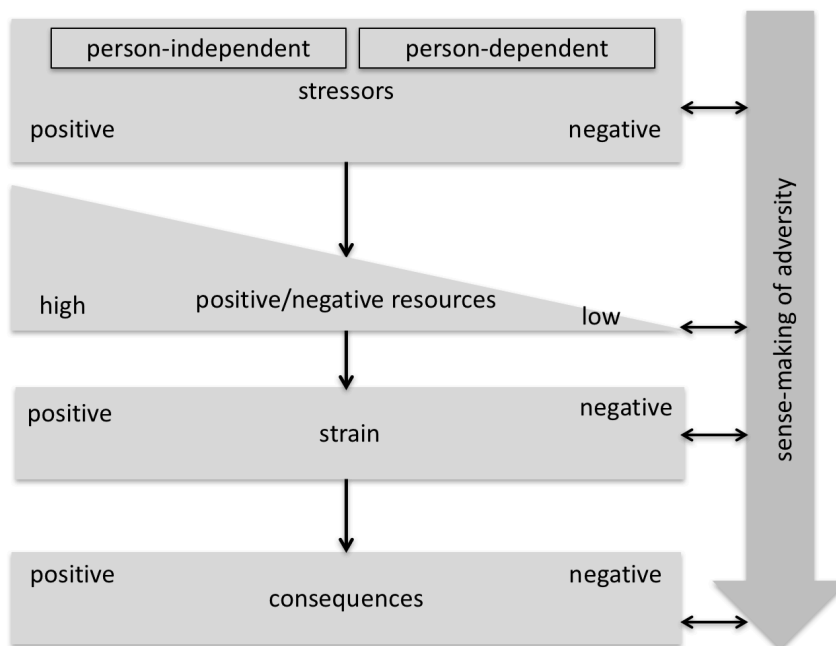 person-independent
person-dependent
stressors
positive
negative
high
positive/negative resources
low
positive
negative
strain
positive
negative
consequences
sense-making of adversity